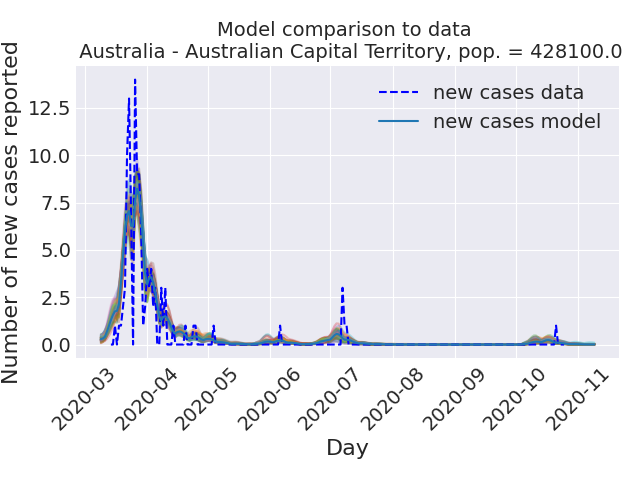 Model comparison to data
Australia - Australian Capital Territory, pop. = 428100.0
Number of new cases reported
12.5
10.0
7.5
5.0
2.5
0.0
new cases data
new cases model
2020-03
2020-04
2020-05
2020-06
2020-07
2020-08
2020-09
2020-10
2020-11
Day